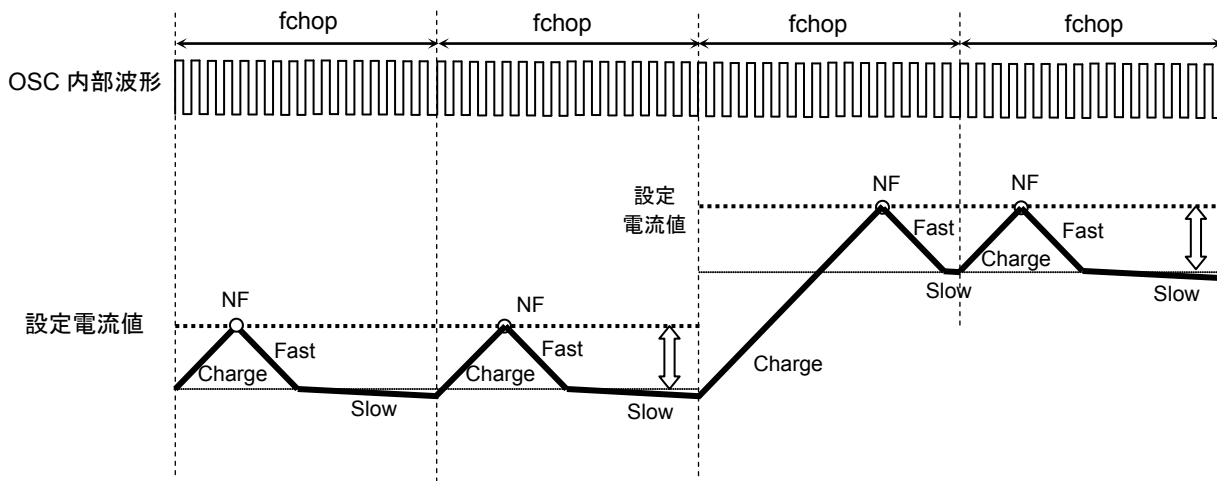 fchop fchop fchop fchop
OSC 内部波形
設定
電流値
NF NF
Fast Fast
Charge
Slow Slow
NF NF
設定電流値
Fast Fast
Charge Charge Charge
Slow Slow